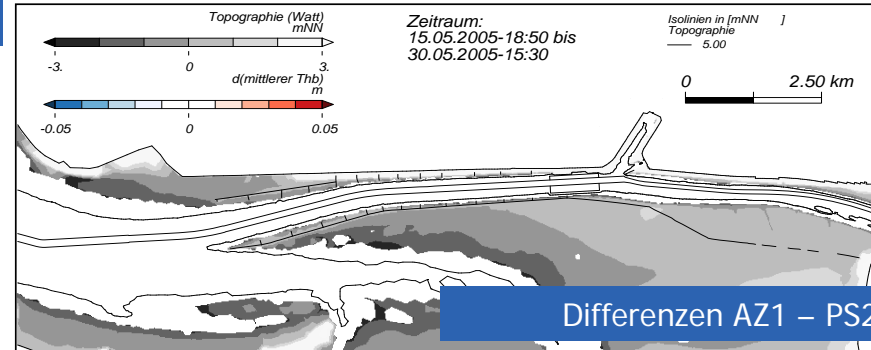 Topographie (Watt)
mNN
-3. 0 3.
d(mittlerer Thb)
m
-0.05 0 0.05
Zeitraum:
15.05.2005-18:50 bis
30.05.2005-15:30
Isolinien in [mNN ]
Topographie
5.00
0 2.50 km
Differenzen AZ1 – PS2